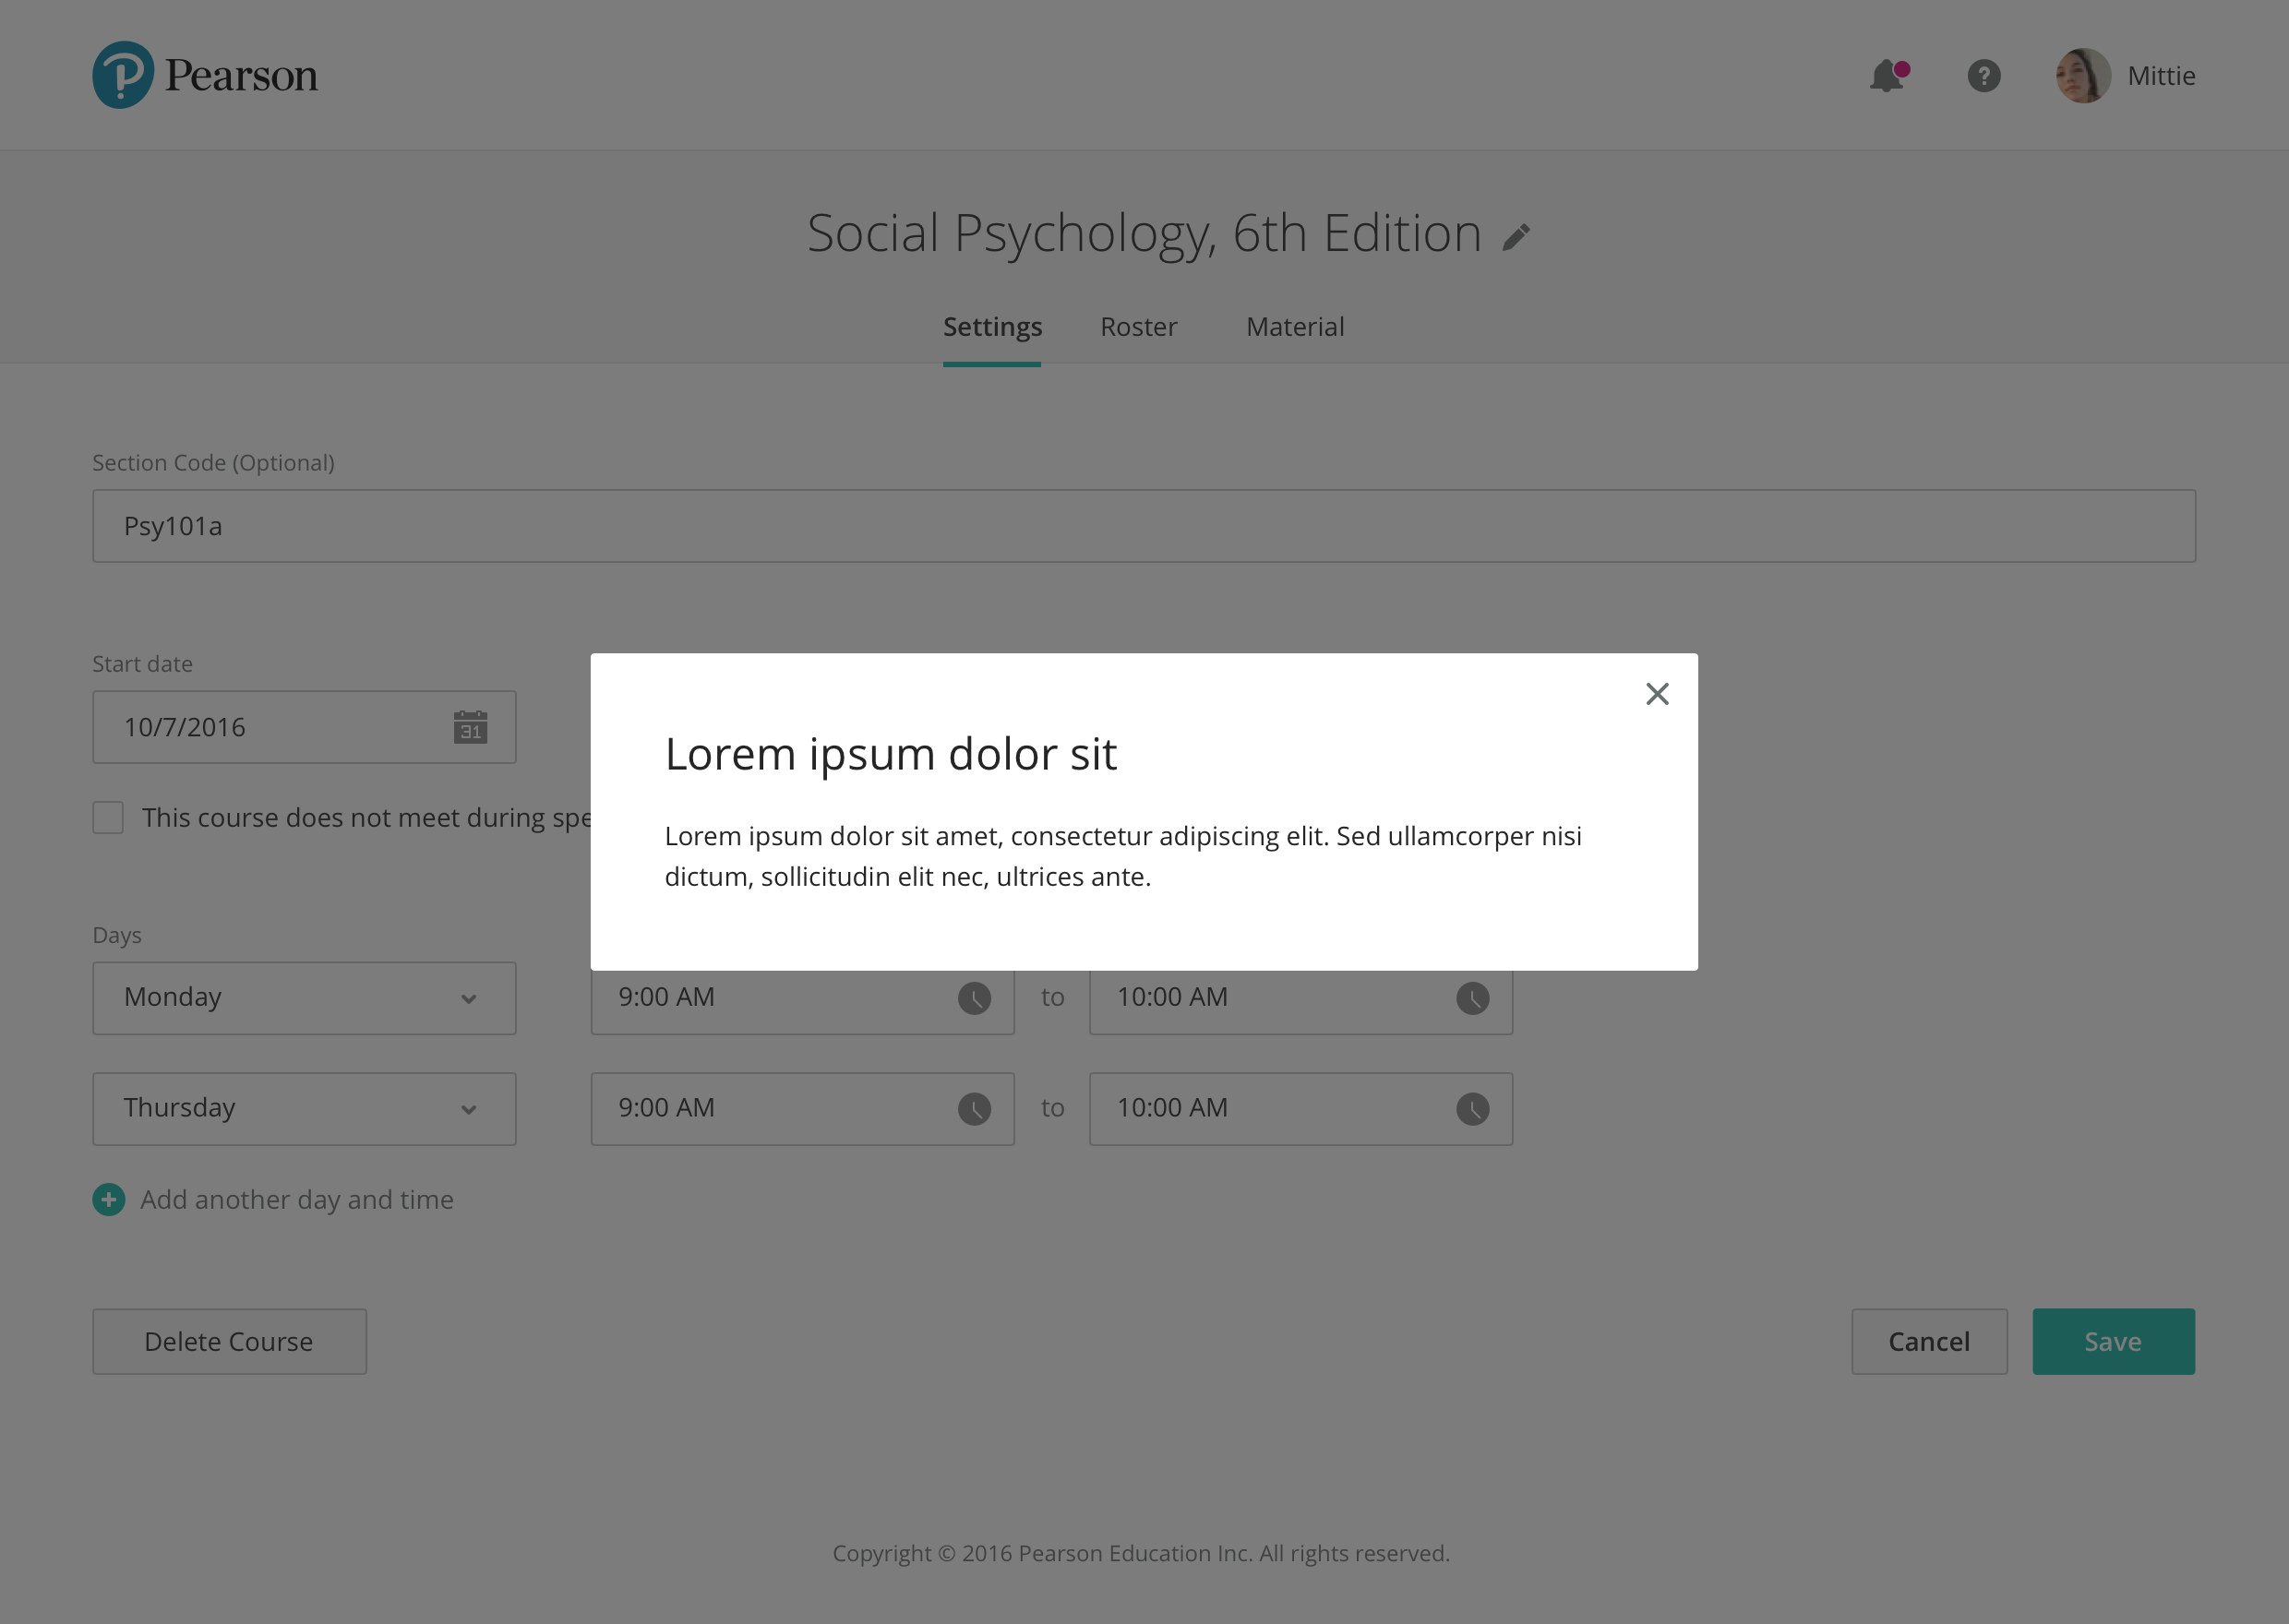 Pearson
Mittie
Social Psychology, 6th Edition
Settings Roster Material
Section Code (Optional)
Psy101a
Start date
10/7/2016
31
This course does not meet during
Lorem ipsum dolor sit
Lorem ipsum dolor sit amet, consectetur adipiscing elit. Sed ullamcorper nisi
dictum, sollicitudin elit nec, ultrices ante.
Days
Monday 9:00 AM to 10:00 AM
Thursday 9:00 AM to 10:00 AM
Add another day and time
Delete Course Cancel Save
Copyright © 2016 Pearson Education Inc. All rights reserved.